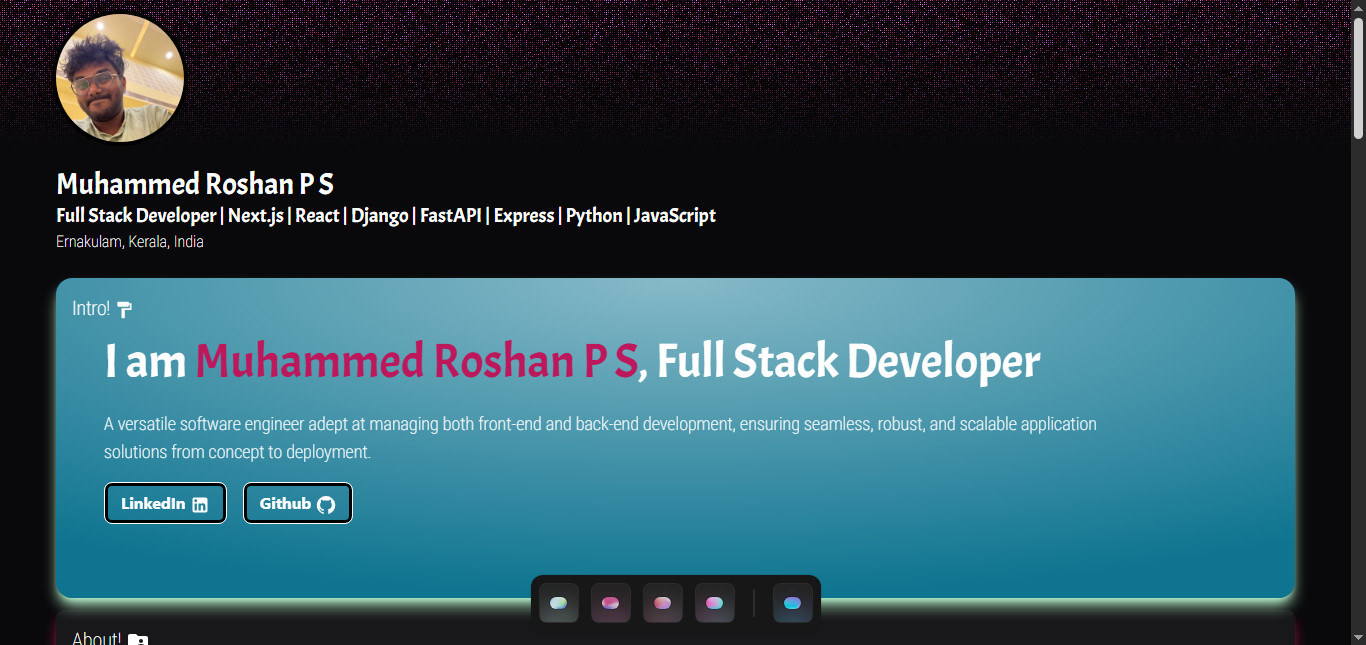 Muhammed Roshan P S
Full Stack Developer | Next.js | React | Django | FastAPI | Express | Python | JavaScript
Ernakulam, Kerala, India
Intro!
I am Muhammed Roshan P S, Full Stack Developer
A versatile software engineer adept at managing both front-end and back-end development, ensuring seamless, robust, and scalable application
solutions from concept to deployment.
LinkedIn
Github
About!